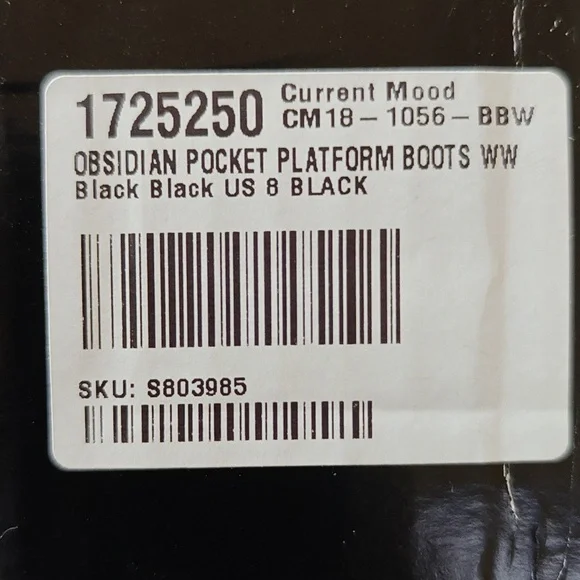 1725250 Current Mood
CM18-1056-BBW
OBSIDIAN POCKET PLATFORM BOOTS WW
Black Black US 8 BLACK
SKU: S803985